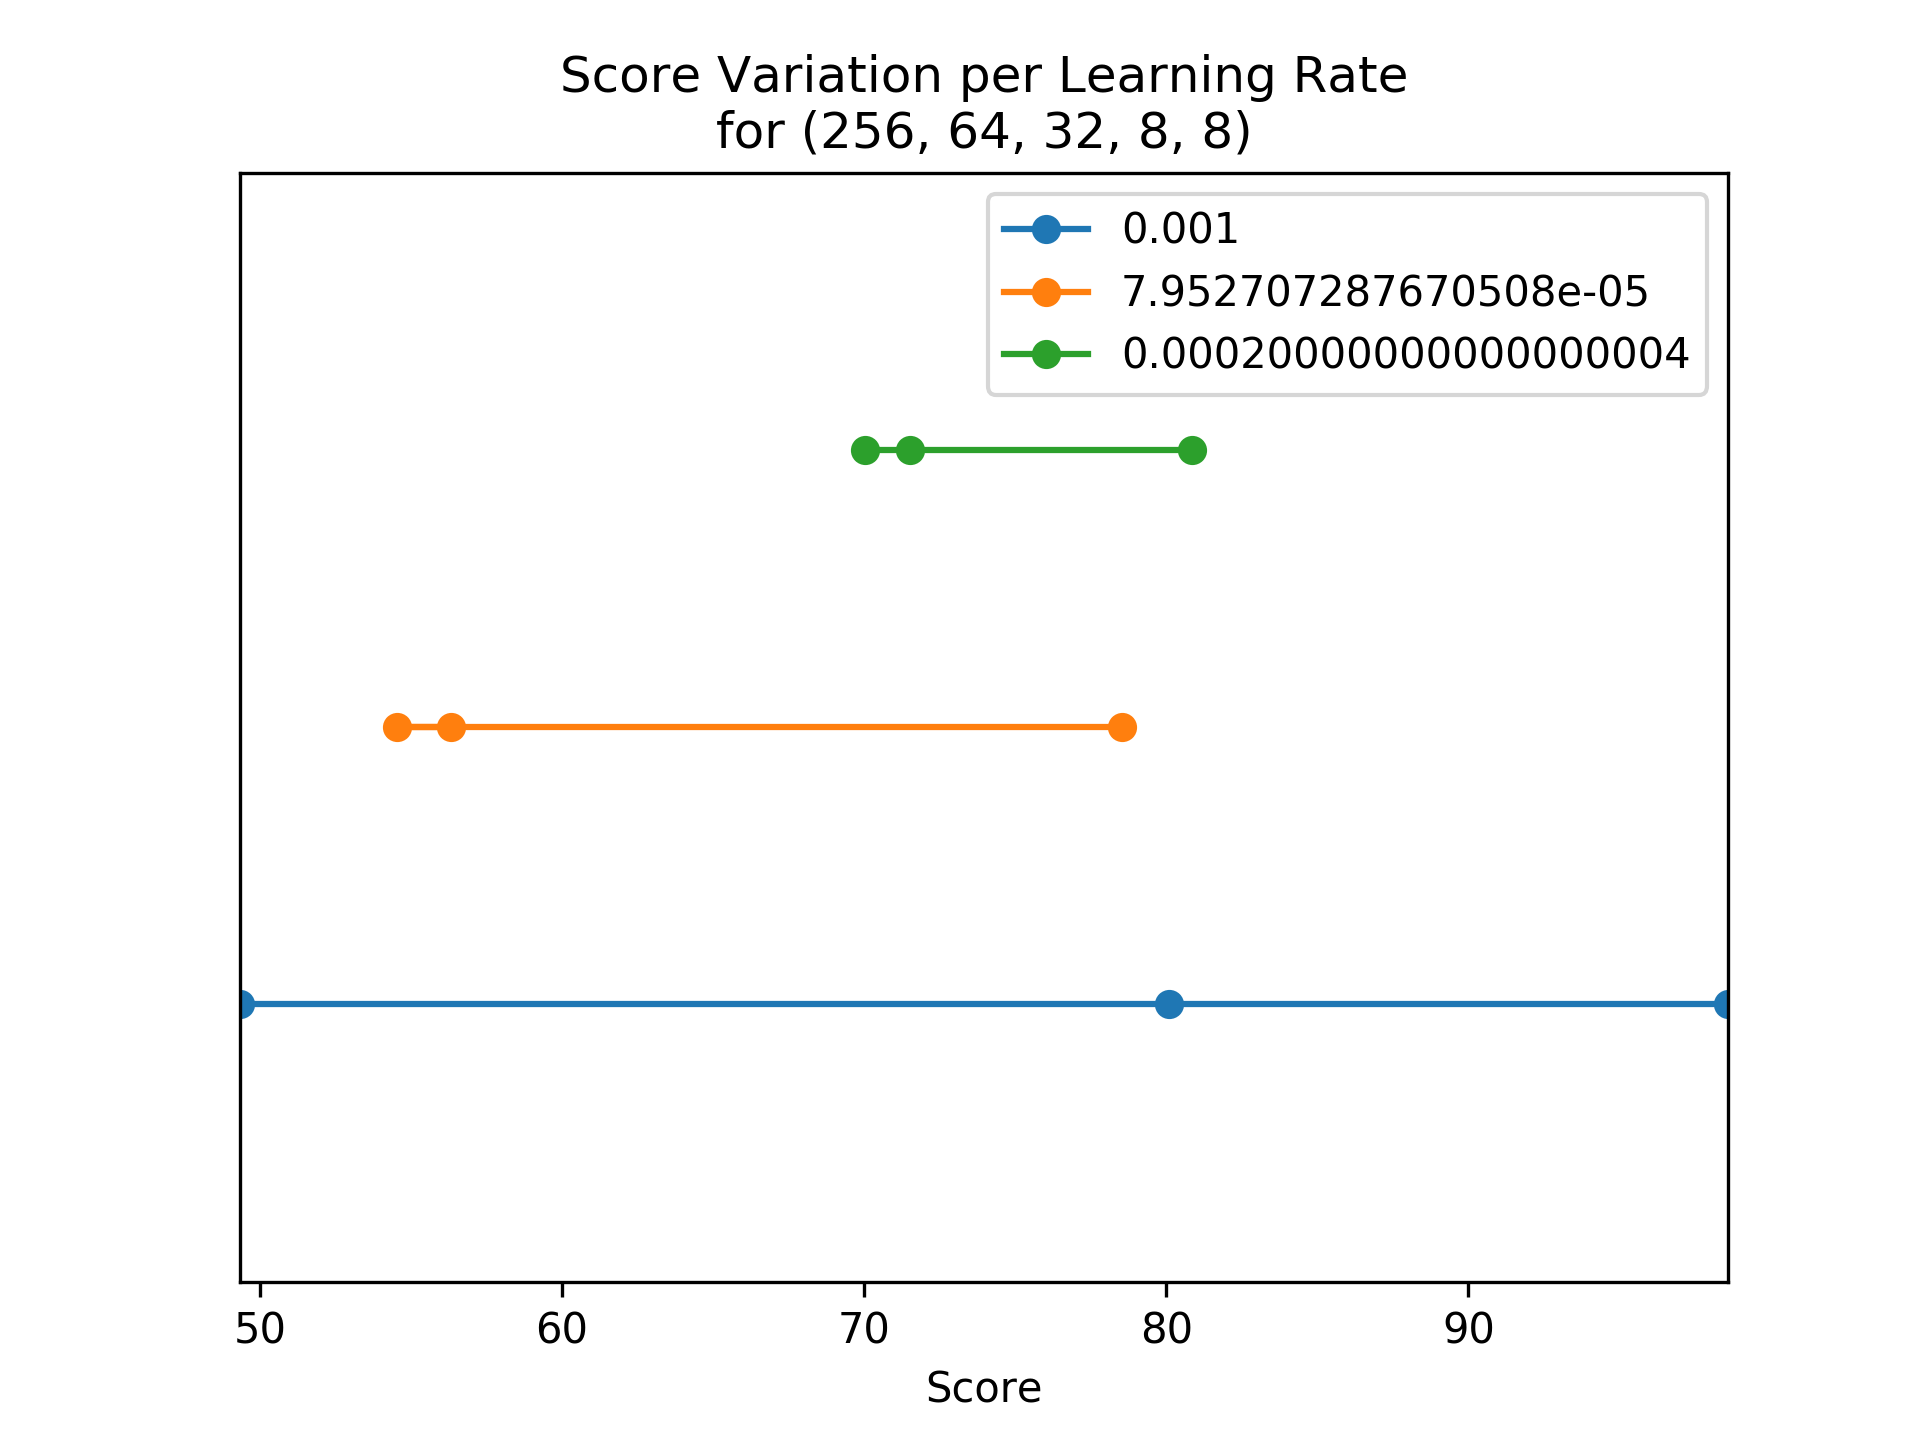 Score Variation per Learning Rate
for (256, 64, 32, 8, 8)
0.001
7.952707287670508e-05
0.00020000000000000004
50 60 70 80 90
Score